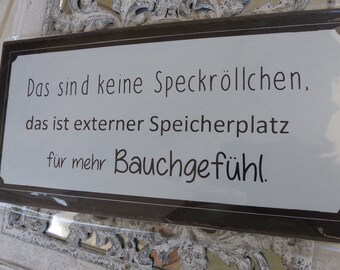 Das sind keine Speckröllchen,
das ist externer Speicherplatz
für mehr Bauchgefühl.